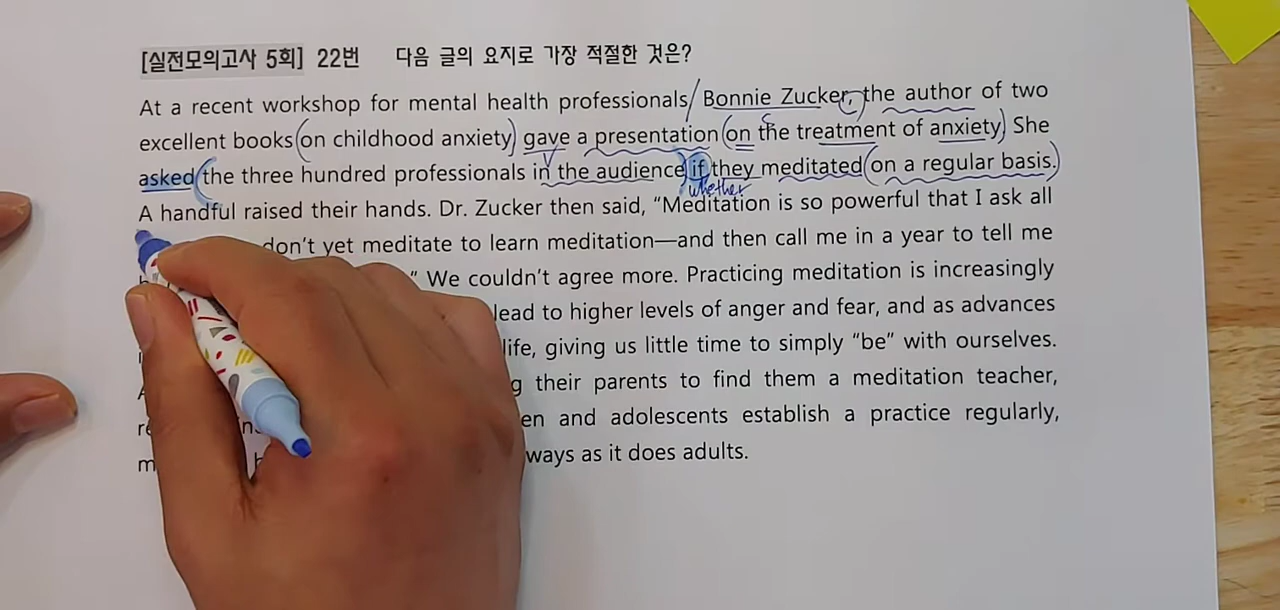 [실전모의고사 5회] 22번 다음 글의 요지로 가장 적절한 것은?
At a recent workshop for mental health professionals/ Bonnie Zucker, the author of two
excellent books (on childhood anxiety) gave a presentation (on the treatment of anxiety) She
asked (the three hundred professionals in the audience) if they meditated (on a regular basis.)
V
whether
A handful raised their hands. Dr. Zucker then said, “Meditation is so powerful that I ask all
don't yet meditate to learn meditation—and then call me in a year to tell me
” We couldn't agree more. Practicing meditation is increasingly
lead to higher levels of anger and fear, and as advances
life, giving us little time to simply “be” with ourselves.
their parents to find them a meditation teacher,
and adolescents establish a practice regularly,
ways as it does adults.